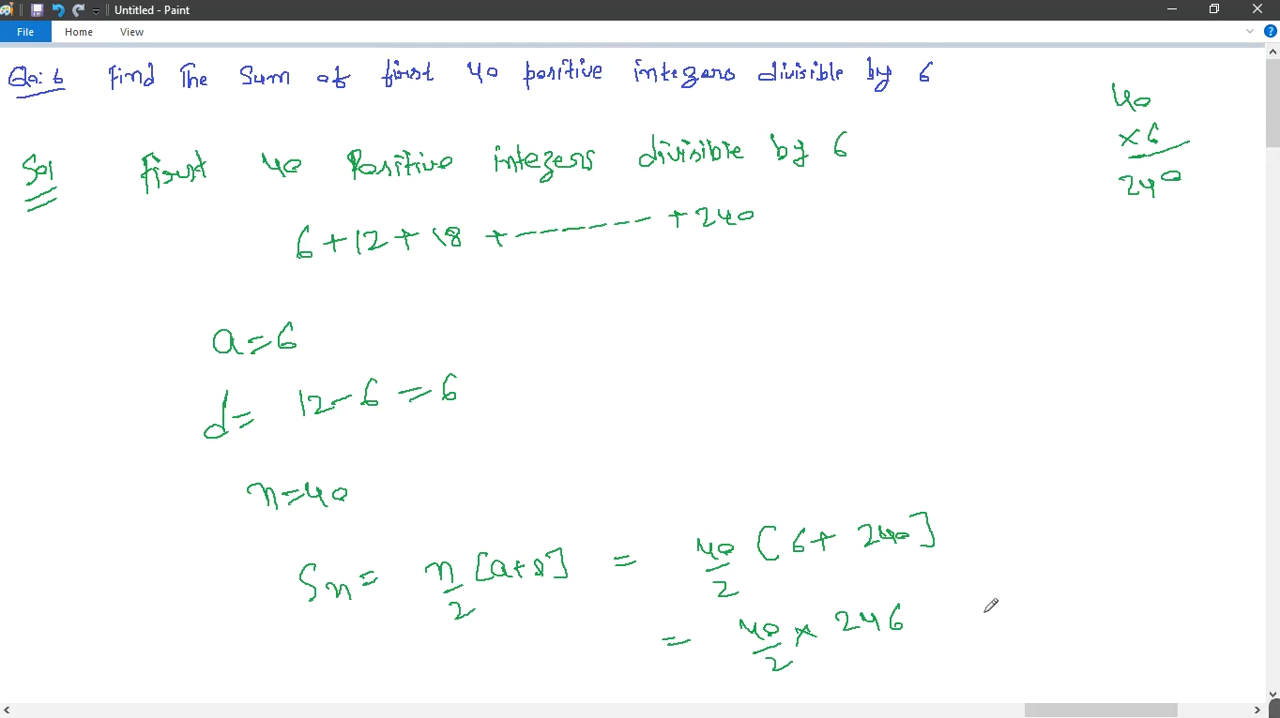 Untitled - Paint
File Home View
Qn: 6 Find The Sum of first 40 positive integers divisible by 6
Sol First 40 Positive integers divisible by 6
40
×6
240
6+12+18 +--------+240
a=6
d= 12-6=6
n=40
Sn= n/2 [a+l] = 40/2 [6+240]
= 40/2 × 246